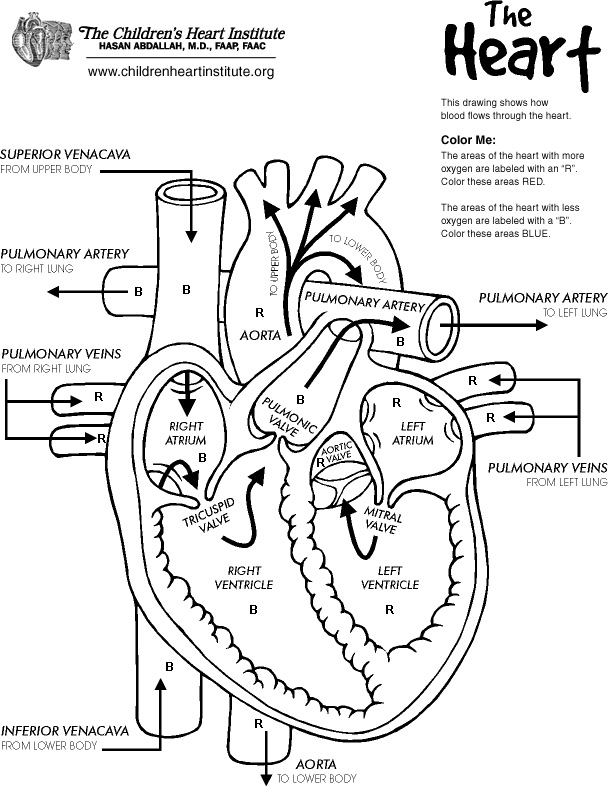 The Children's Heart Institute
HASAN ABDALLAH, M.D., FAAP, FAAC
www.childrenheartinstitute.org
The
Heart
This drawing shows how
blood flows through the heart.
Color Me:
The areas of the heart with more
oxygen are labeled with an “R”.
Color these areas RED.
The areas of the heart with less
oxygen are labeled with a “B”.
Color these areas BLUE.
SUPERIOR VENACAVA
FROM UPPER BODY
PULMONARY ARTERY
TO RIGHT LUNG
B
B
TO UPPER BODY
TO LOWER BODY
R
AORTA
PULMONARY ARTERY
B
PULMONARY ARTERY
TO LEFT LUNG
PULMONARY VEINS
FROM RIGHT LUNG
R
R
RIGHT
ATRIUM
B
B
PULMONIC
VALVE
R
LEFT
ATRIUM
R
R
PULMONARY VEINS
FROM LEFT LUNG
AORTIC
VALVE
R
TRICUSPID
VALVE
MITRAL
VALVE
RIGHT
VENTRICLE
B
LEFT
VENTRICLE
R
B
INFERIOR VENACAVA
FROM LOWER BODY
R
AORTA
TO LOWER BODY